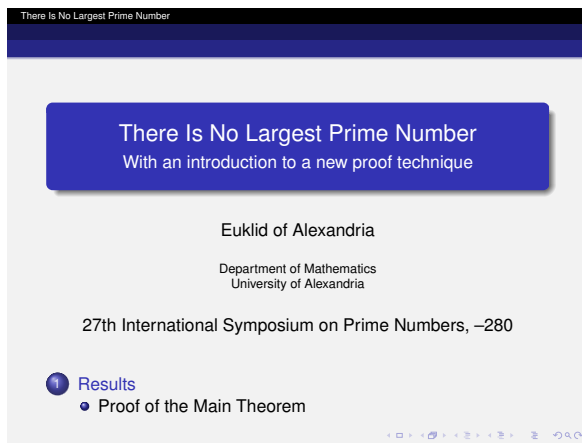 There Is No Largest Prime Number
There Is No Largest Prime Number
With an introduction to a new proof technique
Euklid of Alexandria
Department of Mathematics
University of Alexandria
27th International Symposium on Prime Numbers, –280
1 Results
Proof of the Main Theorem